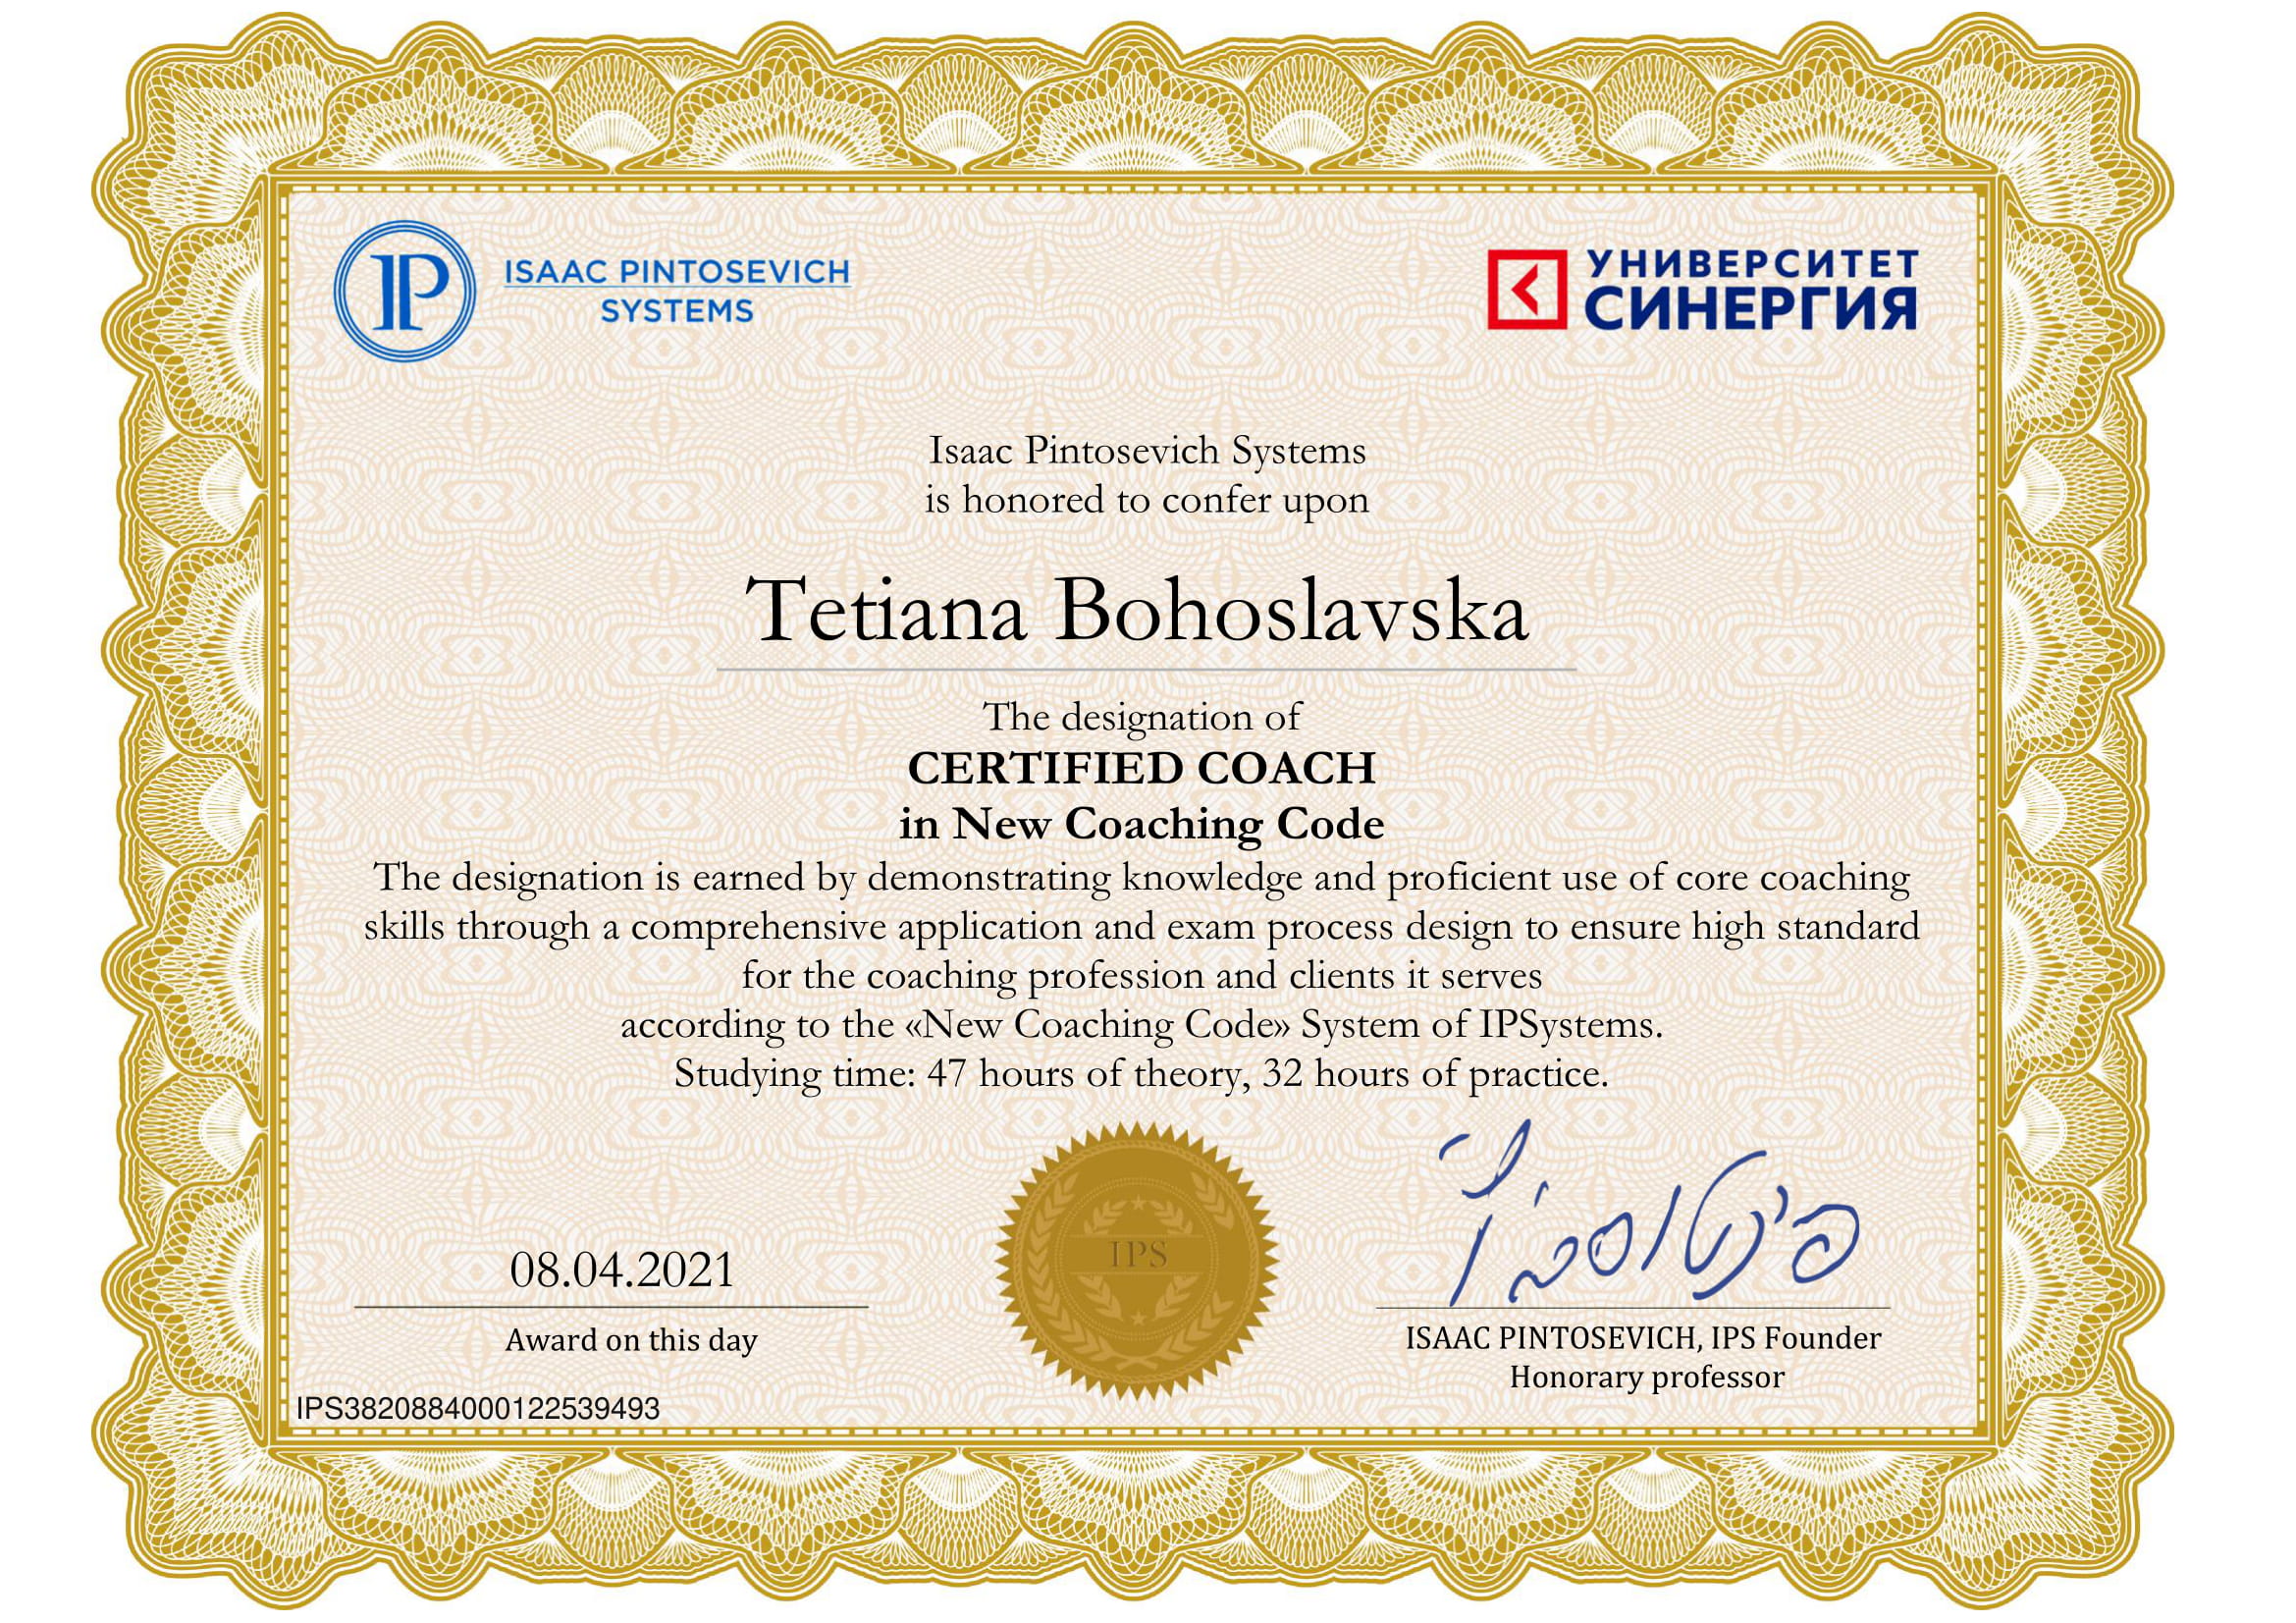 ISAAC PINTOSEVICH
SYSTEMS
УНИВЕРСИТЕТ
СИНЕРГИЯ
Isaac Pintosevich Systems
is honored to confer upon
Tetiana Bohoslavska
The designation of
CERTIFIED COACH
in New Coaching Code
The designation is earned by demonstrating knowledge and proficient use of core coaching
skills through a comprehensive application and exam process design to ensure high standard
for the coaching profession and clients it serves
according to the «New Coaching Code» System of IPSystems.
Studying time: 47 hours of theory, 32 hours of practice.
IPS
08.04.2021
Award on this day
ISAAC PINTOSEVICH, IPS Founder
Honorary professor
IPS3820884000122539493